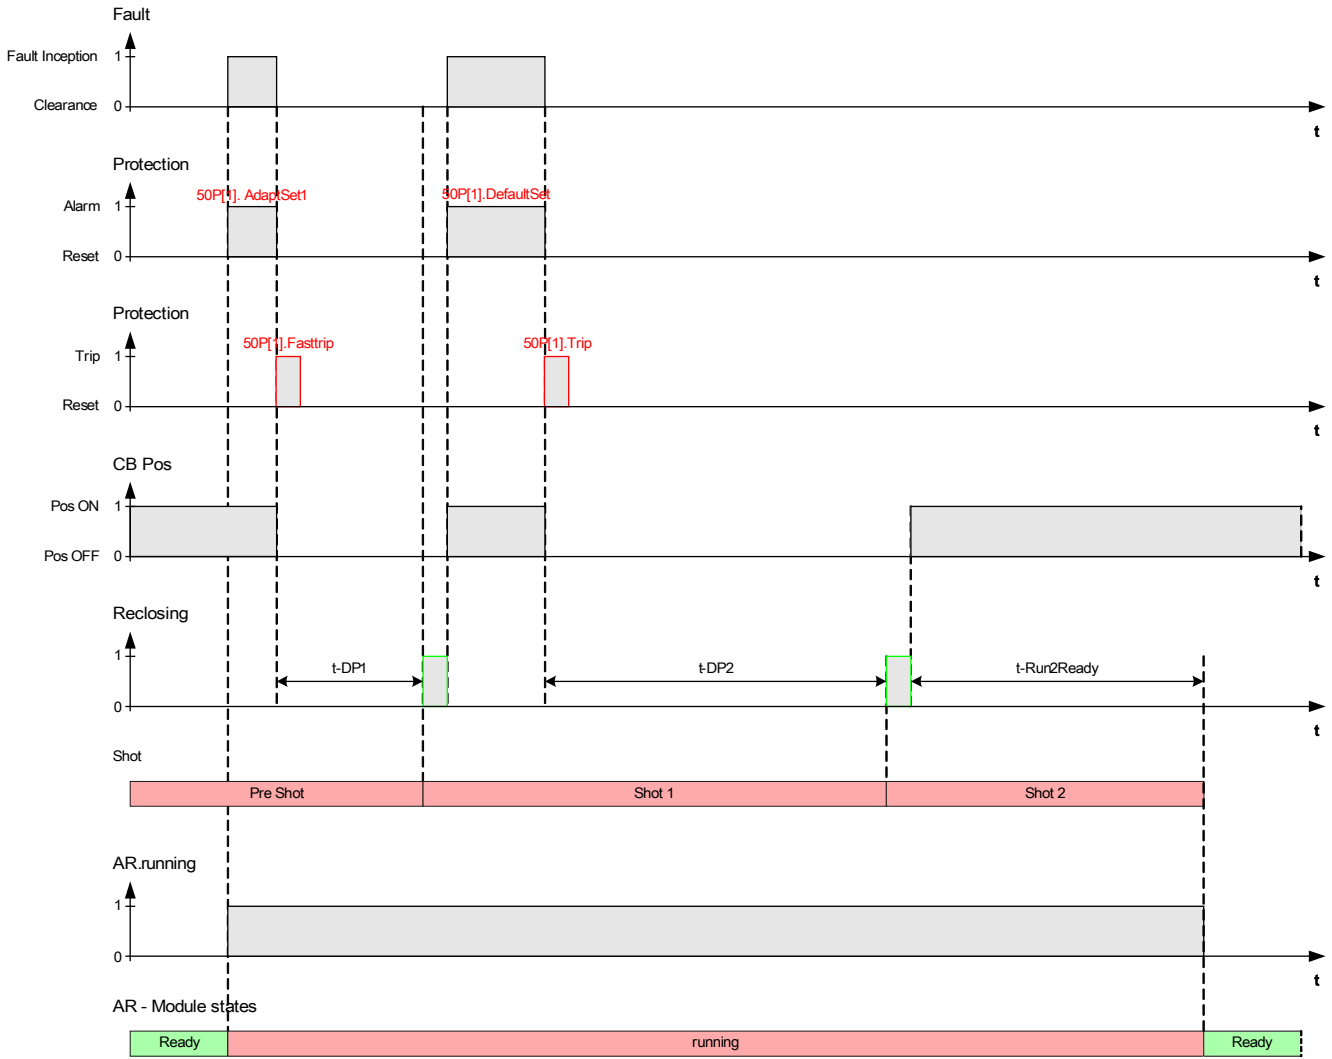 Fault
Fault Inception 1
Clearance 0
t
Protection
50P[1]. AdaptSet1 50P[1].DefaultSet
Alarm 1
Reset 0
t
Protection
50P[1].Fasttrip 50P[1].Trip
Trip 1
Reset 0
t
CB Pos
Pos ON 1
Pos OFF 0
t
Reclosing
1
t-DP1 t-DP2 t-Run2Ready
0
t
Shot
Pre Shot Shot 1 Shot 2
AR.running
1
0
t
AR - Module states
Ready running Ready